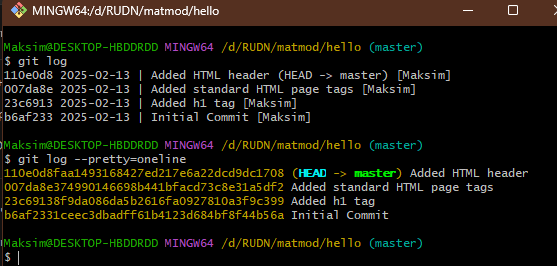 MINGW64:/d/RUDN/matmod/hello
Maksim@DESKTOP-HBDDRDD MINGW64 /d/RUDN/matmod/hello (master)
$ git log
110e0d8 2025-02-13 | Added HTML header (HEAD -> master) [Maksim]
007da8e 2025-02-13 | Added standard HTML page tags [Maksim]
23c6913 2025-02-13 | Added h1 tag [Maksim]
b6af233 2025-02-13 | Initial Commit [Maksim]
Maksim@DESKTOP-HBDDRDD MINGW64 /d/RUDN/matmod/hello (master)
$ git log --pretty=oneline
110e0d8faa1493168427ed217e6a22dcd9dc1708 (HEAD -> master) Added HTML header
007da8e374990146698b441bfacd73c8e31a5df2 Added standard HTML page tags
23c69138f9da086da5b2616fa0927810a3f9c399 Added h1 tag
b6af2331ceec3dbadff61b4123d684bf8f44b56a Initial Commit
Maksim@DESKTOP-HBDDRDD MINGW64 /d/RUDN/matmod/hello (master)
$